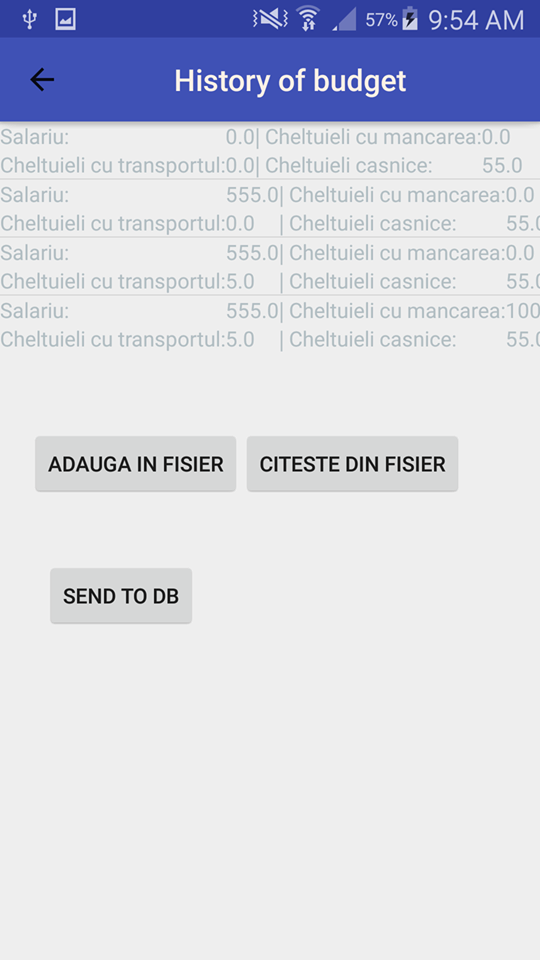 57% 9:54 AM
History of budget
Salariu: 0.0| Cheltuieli cu mancarea:0.0
Cheltuieli cu transportul:0.0| Cheltuieli casnice: 55.0
Salariu: 555.0| Cheltuieli cu mancarea:0.0
Cheltuieli cu transportul:5.0 | Cheltuieli casnice: 55.0
Salariu: 555.0| Cheltuieli cu mancarea:0.0
Cheltuieli cu transportul:5.0 | Cheltuieli casnice: 55.0
Salariu: 555.0| Cheltuieli cu mancarea:100
Cheltuieli cu transportul:5.0 | Cheltuieli casnice: 55.0
ADAUGA IN FISIER CITESTE DIN FISIER
SEND TO DB